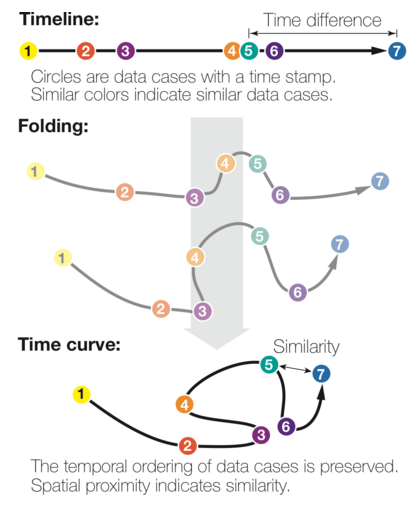 Timeline:
Time difference
1 2 3 4 5 6 7
Circles are data cases with a time stamp.
Similar colors indicate similar data cases.
Folding:
1 2 3 4 5 6 7
1 2 3 4 5 6 7
Time curve:
Similarity
1 2 3 4 5 6 7
The temporal ordering of data cases is preserved.
Spatial proximity indicates similarity.